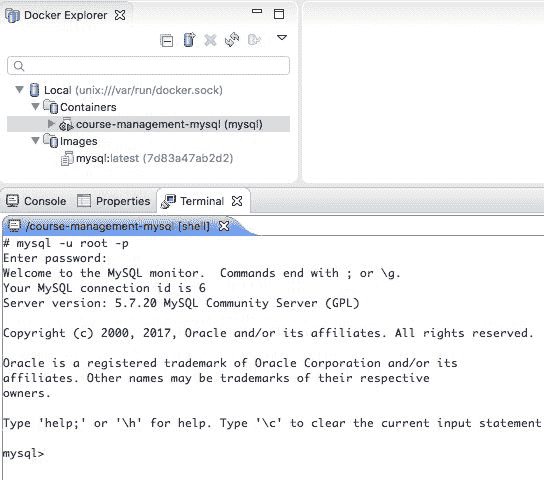 Docker Explorer
Local (unix:///var/run/docker.sock)
Containers
course-management-mysql (mysql)
Images
mysql:latest (7d83a47ab2d2)
Console Properties Terminal
/course-management-mysql [shell]
# mysql -u root -p
Enter password:
Welcome to the MySQL monitor.  Commands end with ; or \g.
Your MySQL connection id is 6
Server version: 5.7.20 MySQL Community Server (GPL)
Copyright (c) 2000, 2017, Oracle and/or its affiliates. All rights reserved.
Oracle is a registered trademark of Oracle Corporation and/or its
affiliates. Other names may be trademarks of their respective
owners.
Type 'help;' or '\h' for help. Type '\c' to clear the current input statement
mysql>